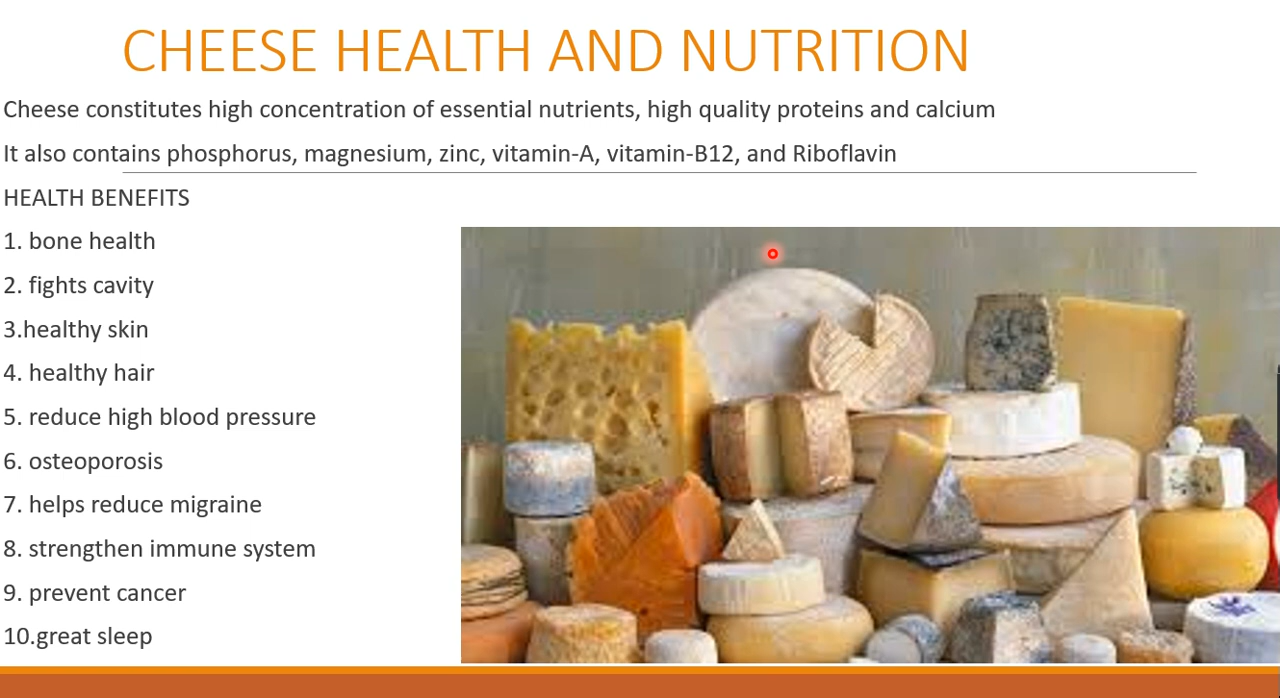 CHEESE HEALTH AND NUTRITION
Cheese constitutes high concentration of essential nutrients, high quality proteins and calcium
It also contains phosphorus, magnesium, zinc, vitamin-A, vitamin-B12, and Riboflavin
HEALTH BENEFITS
1. bone health
2. fights cavity
3.healthy skin
4. healthy hair
5. reduce high blood pressure
6. osteoporosis
7. helps reduce migraine
8. strengthen immune system
9. prevent cancer
10.great sleep